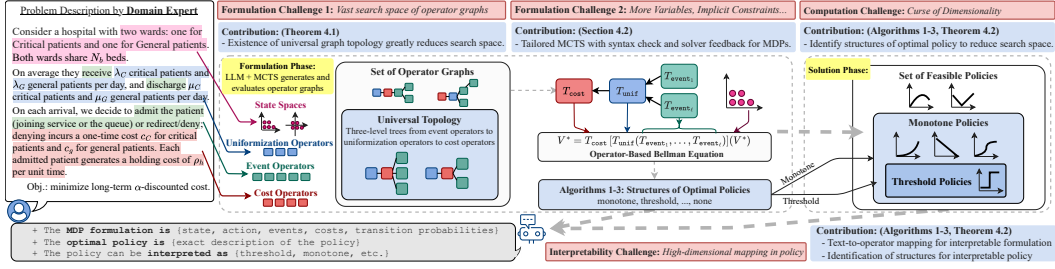 Problem Description by Domain Expert
Consider a hospital with two wards: one for
Critical patients and one for General patients.
Both wards share N_b beds.
On average they receive λ_C critical patients and
λ_G general patients per day, and discharge μ_C
critical patients and μ_G general patients per day.
On each arrival, we decide to admit the patient
(joining service or the queue) or redirect/deny;
denying incurs a one-time cost c_C for critical
patients and c_g for general patients. Each
admitted patient generates a holding cost of ρ_h
per unit time.
Obj.: minimize long-term α-discounted cost.
Formulation Challenge 1: Vast search space of operator graphs
Contribution: (Theorem 4.1)
- Existence of universal graph topology greatly reduces search space.
Formulation Phase:
LLM + MCTS generates and
evaluates operator graphs
State Spaces
Uniformization Operators
Event Operators
Cost Operators
Set of Operator Graphs
Universal Topology
Three-level trees from event operators to
uniformization operators to cost operators
Formulation Challenge 2: More Variables, Implicit Constraints...
Contribution: (Section 4.2)
- Tailored MCTS with syntax check and solver feedback for MDPs.
T_cost
T_unif
T_event_i
T_event_j
V* = T_cost[T_unif(T_event_i, ..., T_event_j)](V*)
Operator-Based Bellman Equation
Algorithms 1-3: Structures of Optimal Policies
monotone, threshold, ..., none
Computation Challenge: Curse of Dimensionality
Contribution: (Algorithms 1-3, Theorem 4.2)
- Identify structures of optimal policy to reduce search space.
Solution Phase:
Set of Feasible Policies
Monotone Policies
Threshold Policies
Monotone
Threshold
+ The MDP formulation is {state, action, events, costs, transition probabilities}
+ The optimal policy is {exact description of the policy}
+ The policy can be interpreted as {threshold, monotone, etc.}
Interpretability Challenge: High-dimensional mapping in policy
Contribution: (Algorithms 1-3, Theorem 4.2)
- Text-to-operator mapping for interpretable formulation
- Identification of structures for interpretable policy